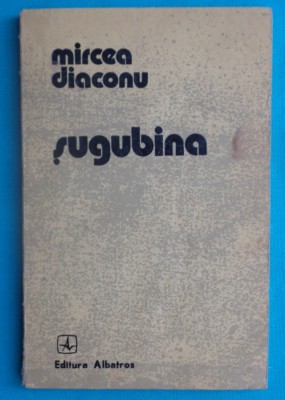 mircea
diaconu
șugubina
Editura Albatros